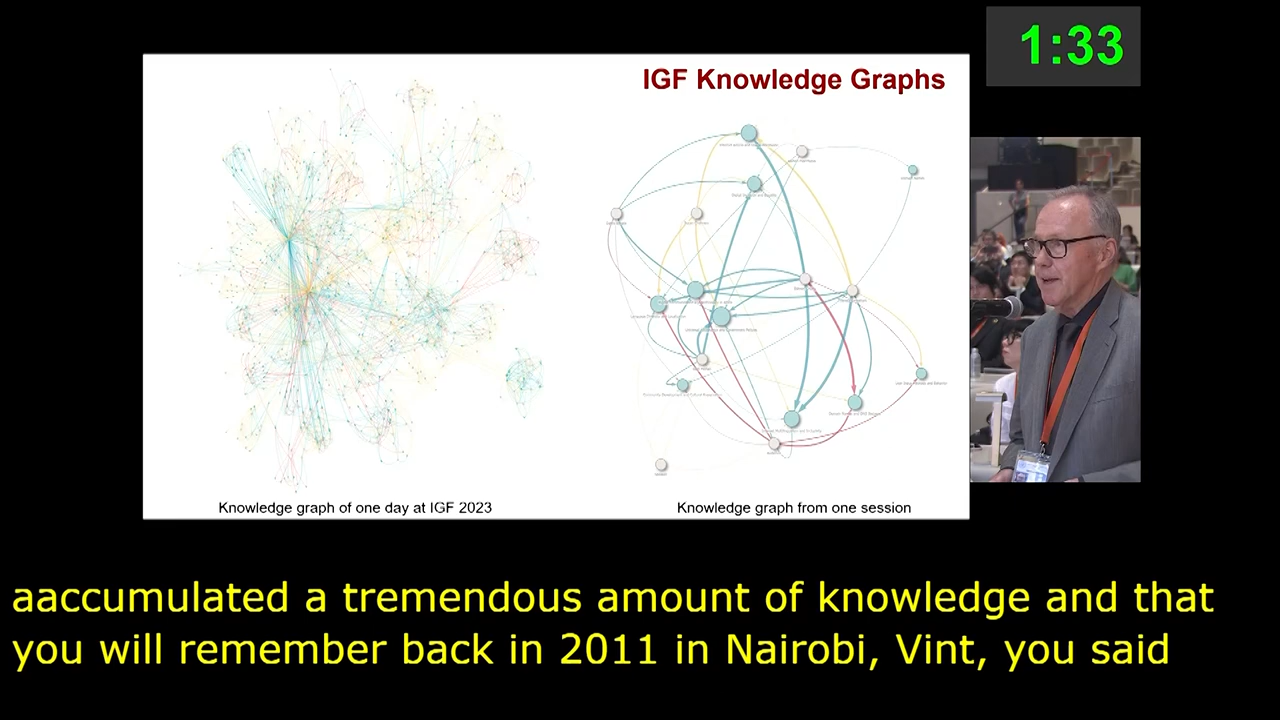 1:33
IGF Knowledge Graphs
Knowledge graph of one day at IGF 2023
Knowledge graph from one session
aaccumulated a tremendous amount of knowledge and that
you will remember back in 2011 in Nairobi, Vint, you said